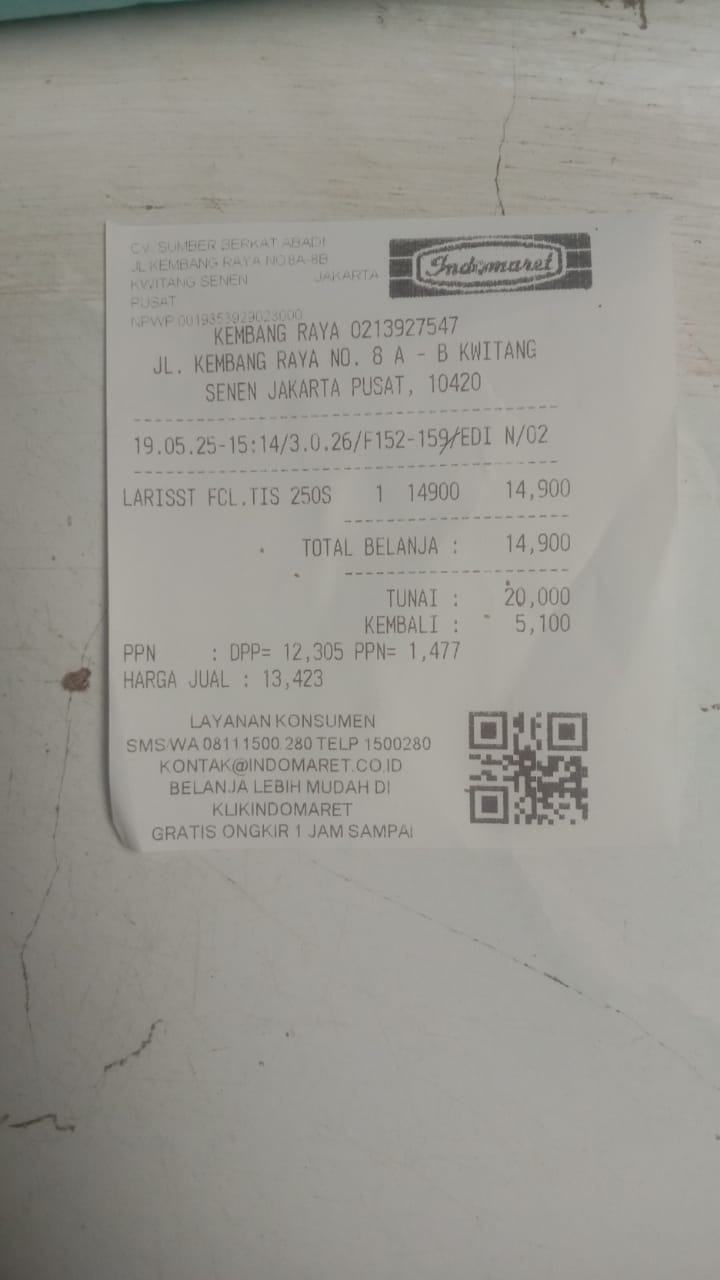 CV. SUMBER BERKAT ABADI
JL.KEMBANG RAYA NO.8A-8B
KWITANG SENEN JAKARTA
PUSAT
NPWP.0019353929023000
Indomaret
KEMBANG RAYA 0213927547
JL. KEMBANG RAYA NO. 8 A - B KWITANG
SENEN JAKARTA PUSAT, 10420
19.05.25-15:14/3.0.26/F152-159/EDI N/02
LARISST FCL.TIS 250S 1 14900 14,900
TOTAL BELANJA : 14,900
TUNAI : 20,000
KEMBALI : 5,100
PPN : DPP= 12,305 PPN= 1,477
HARGA JUAL : 13,423
LAYANAN KONSUMEN
SMS/WA 08111500.280 TELP 1500280
KONTAK@INDOMARET.CO.ID
BELANJA LEBIH MUDAH DI
KLIKINDOMARET
GRATIS ONGKIR 1 JAM SAMPAI